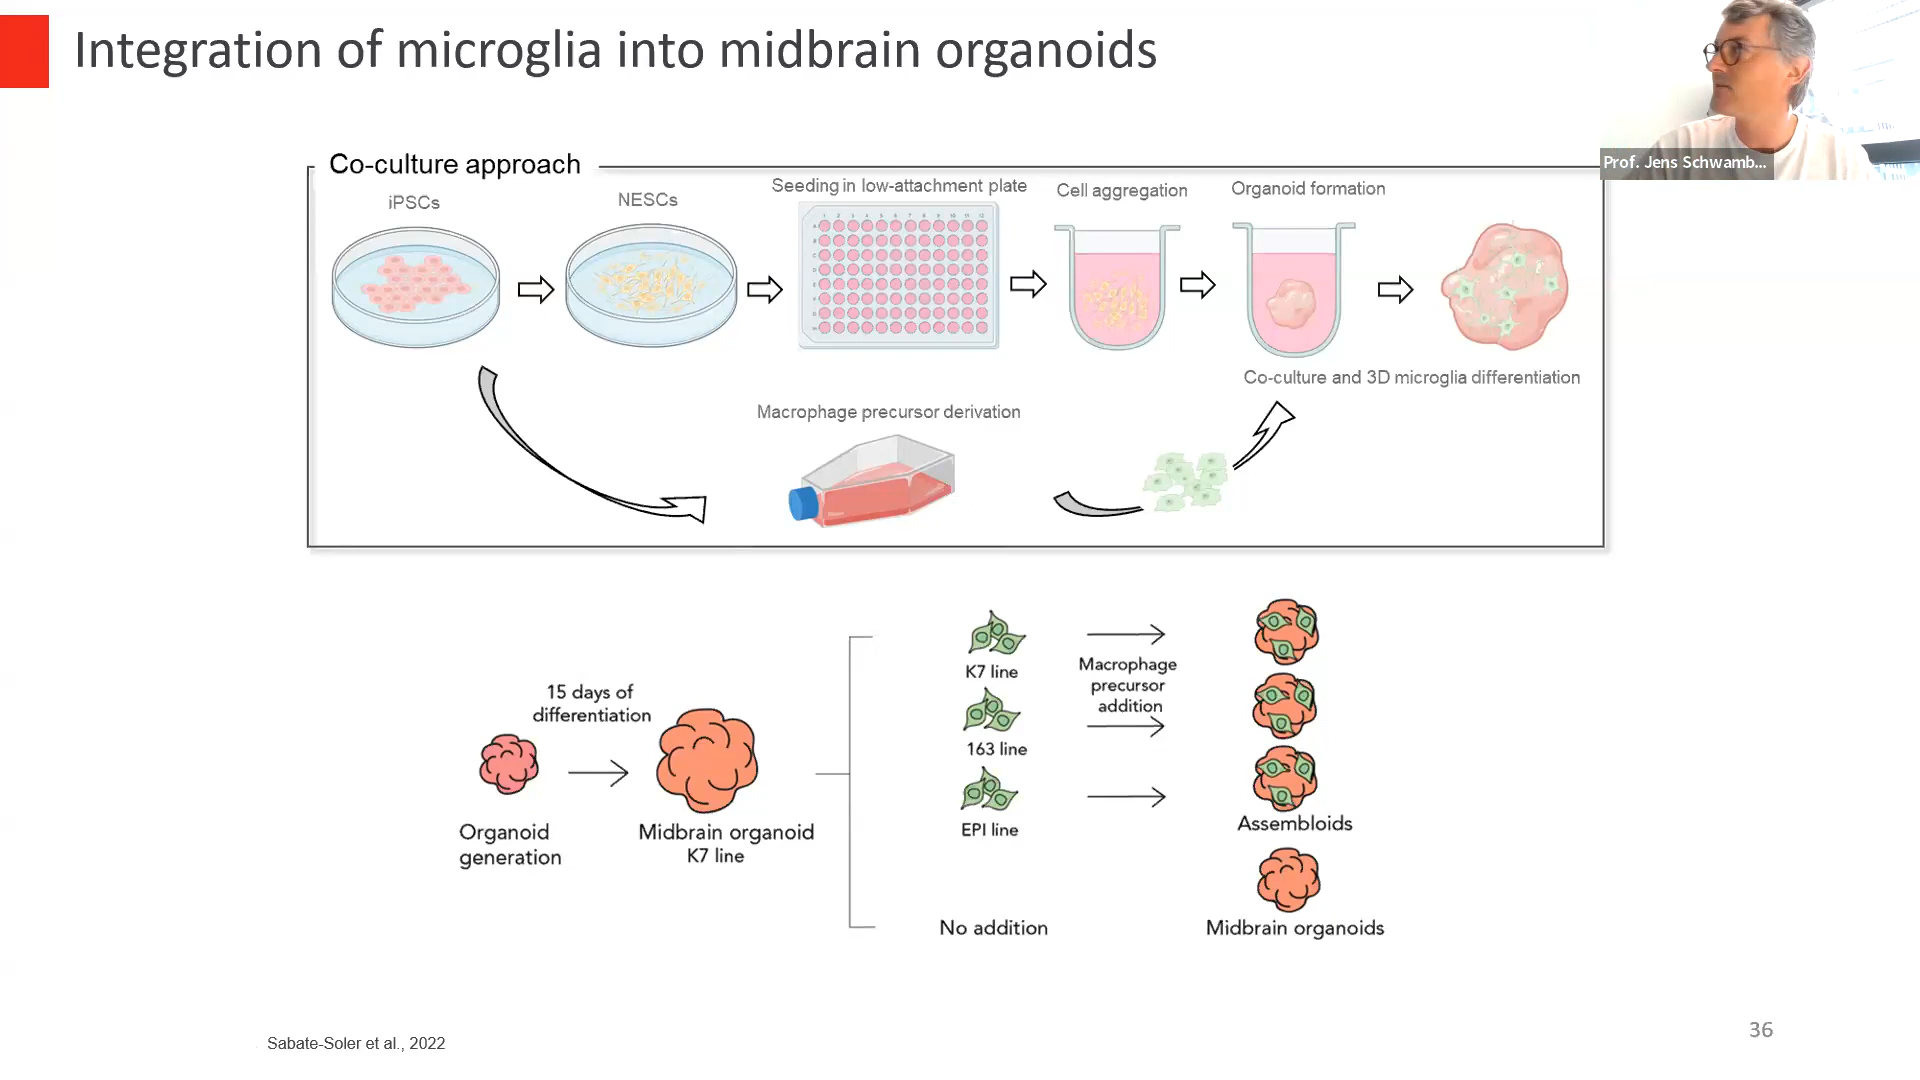 Integration of microglia into midbrain organoids
Prof. Jens Schwamb...
Co-culture approach
iPSCs
NESCs
Seeding in low-attachment plate
Cell aggregation
Organoid formation
Co-culture and 3D microglia differentiation
Macrophage precursor derivation
15 days of
differentiation
Organoid
generation
Midbrain organoid
K7 line
K7 line
163 line
EPI line
No addition
Macrophage
precursor
addition
Assembloids
Midbrain organoids
Sabate-Soler et al., 2022
36